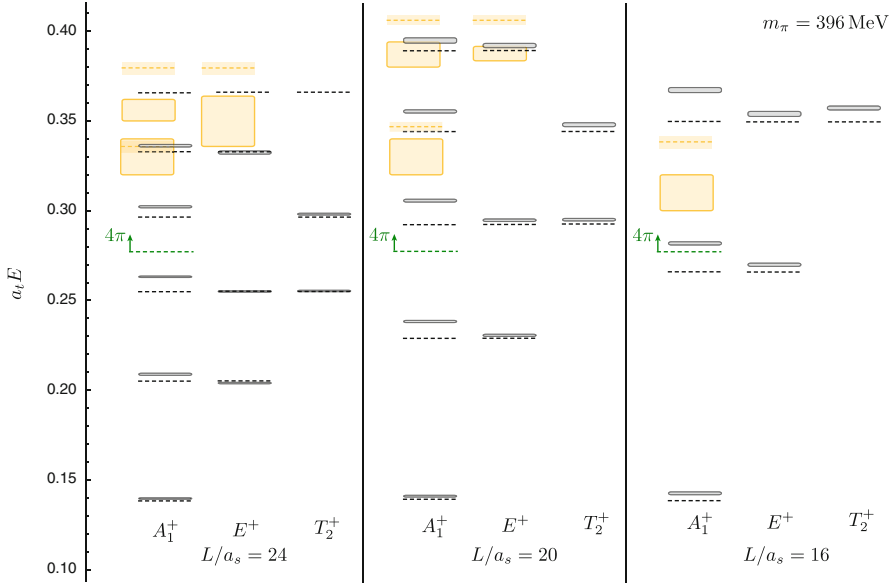 m_π = 396 MeV
a_t E
0.40
0.35
0.30
0.25
0.20
0.15
0.10
4π
4π
4π
A_1^+ E^+ T_2^+
L/a_s = 24
A_1^+ E^+ T_2^+
L/a_s = 20
A_1^+ E^+ T_2^+
L/a_s = 16